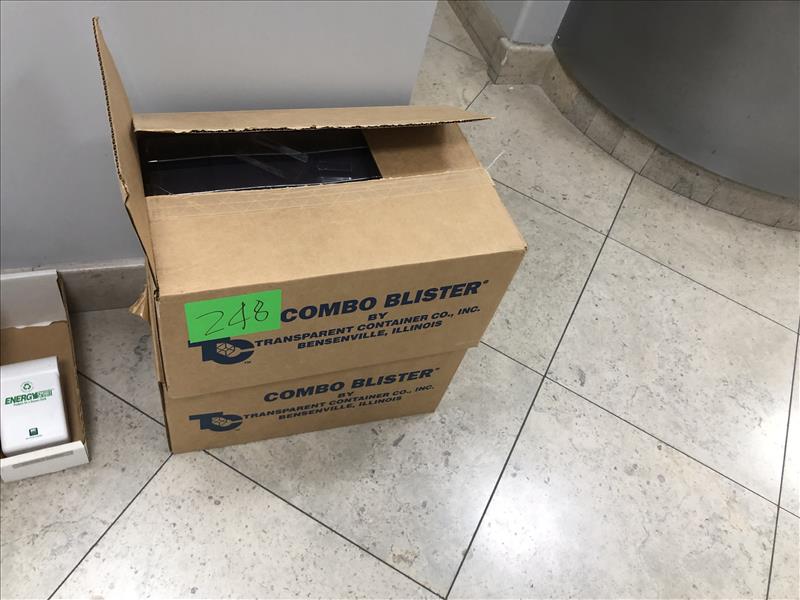 248
COMBO BLISTER®
BY
TRANSPARENT CONTAINER CO., INC.
BENSENVILLE, ILLINOIS
TC
COMBO BLISTER®
BY
TRANSPARENT CONTAINER CO., INC.
BENSENVILLE, ILLINOIS
TC
ENERGY